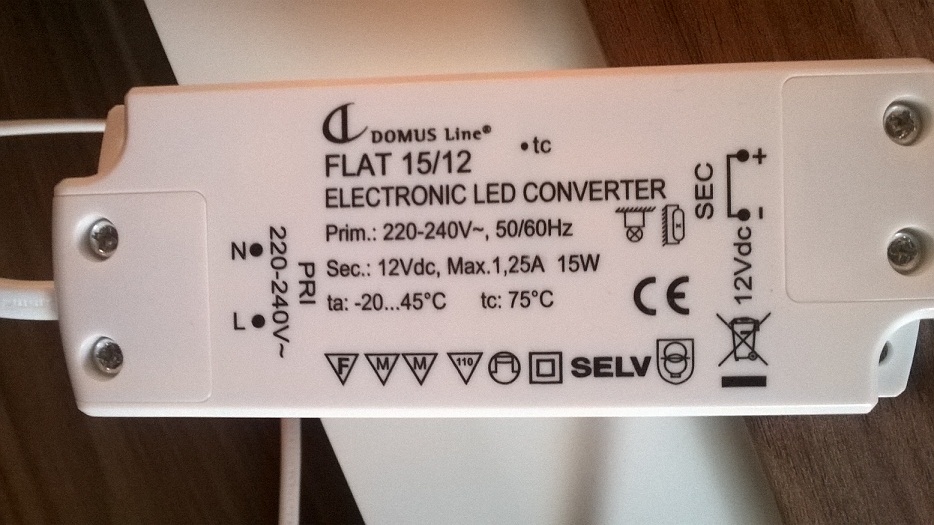 DOMUS Line®
FLAT 15/12
•tc
ELECTRONIC LED CONVERTER
Prim.: 220-240V~, 50/60Hz
Sec.: 12Vdc, Max.1,25A 15W
ta: -20...45°C tc: 75°C
CE
F
M
M
110
SELV
N
L
PRI
220-240V~
SEC
+
-
12Vdc